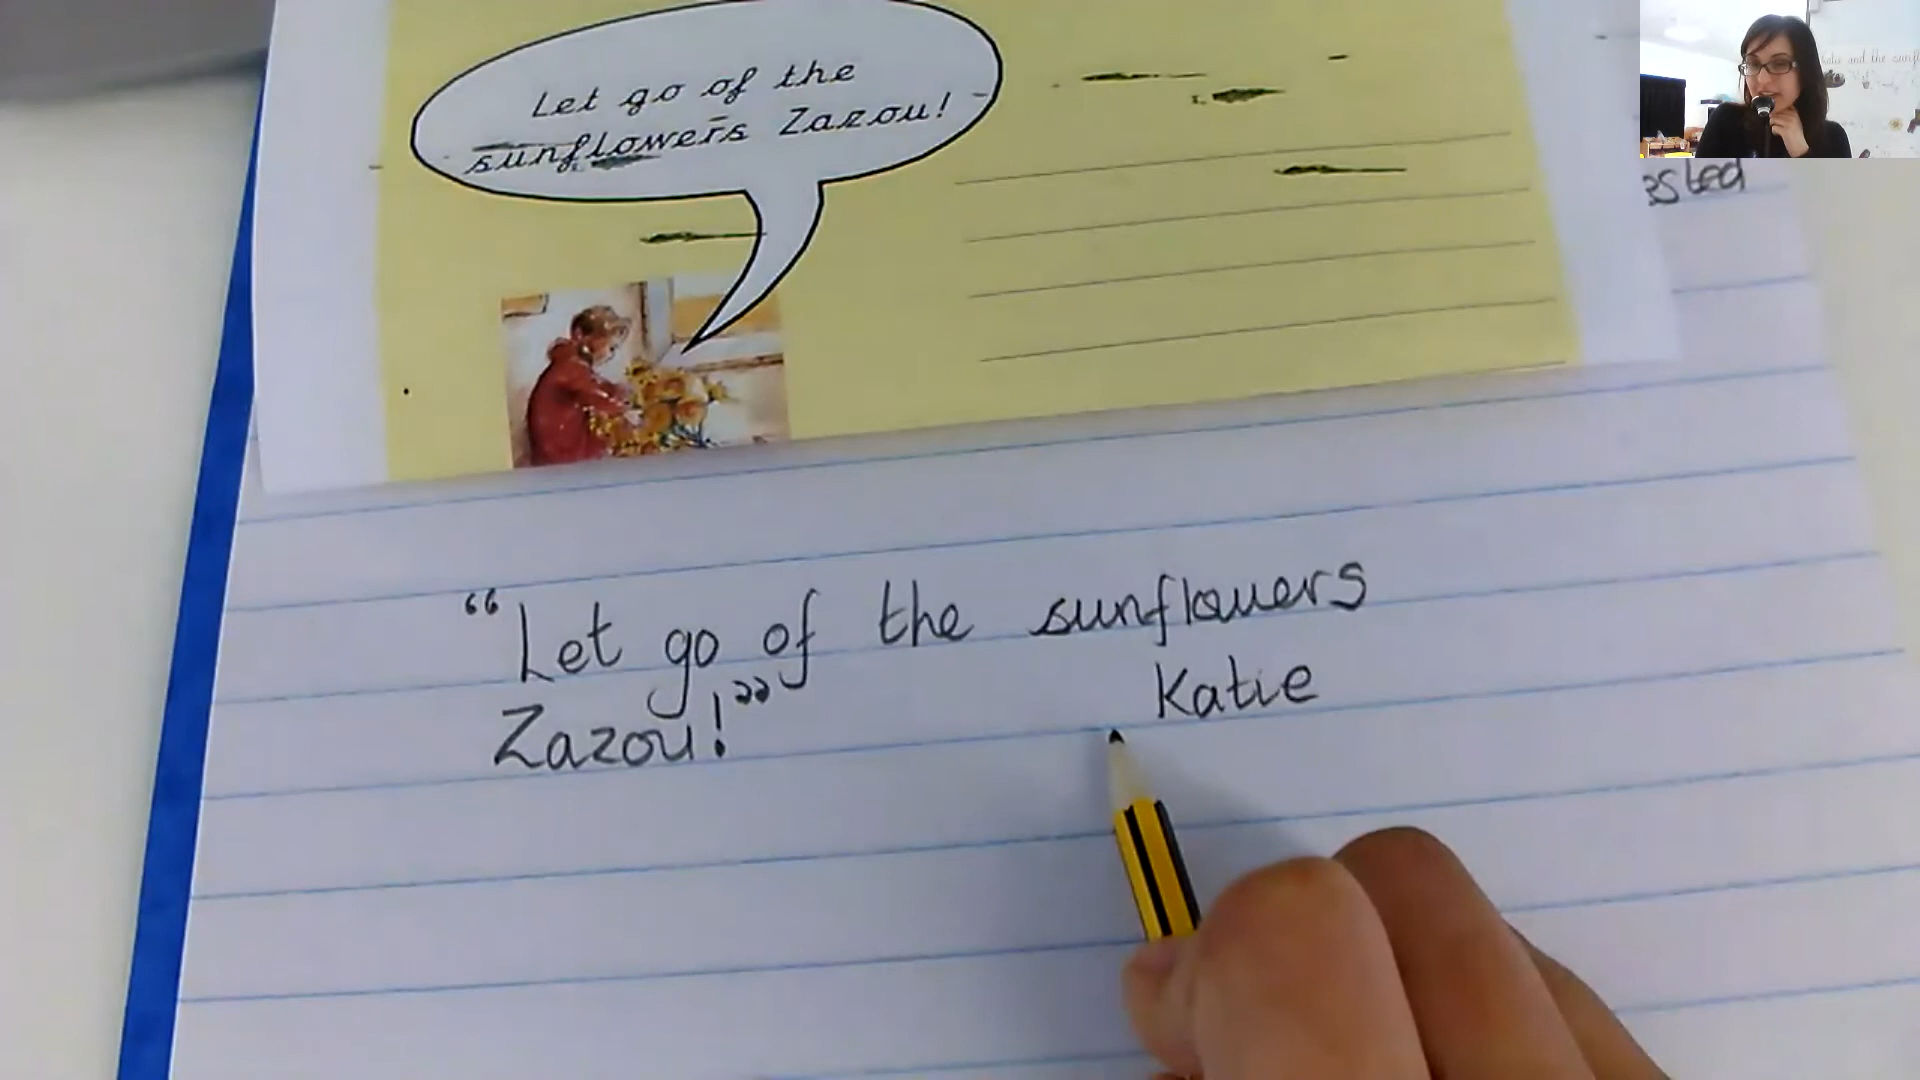 Let go of the
sunflowers Zazou!
“Let go of the sunflowers
Zazou!”
Katie